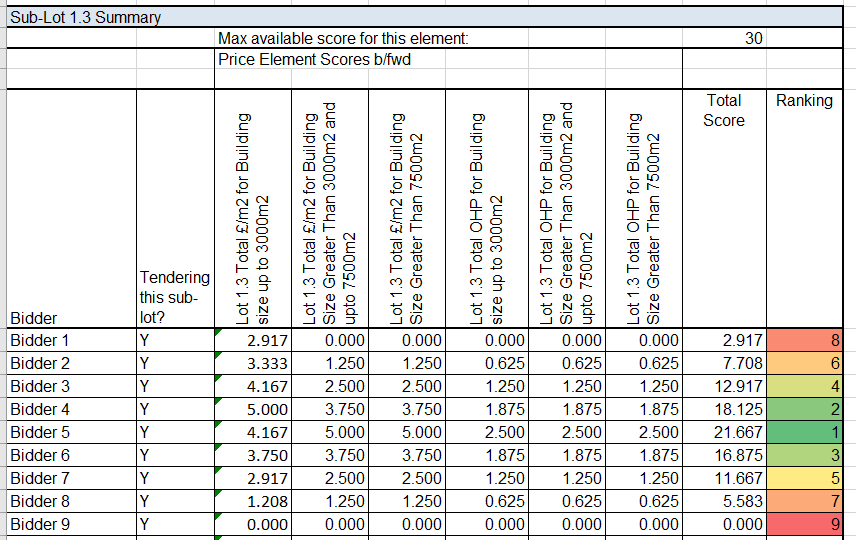 Sub-Lot 1.3 Summary
Max available score for this element: 30
Price Element Scores b/fwd
Bidder
Tendering
this sub-
lot?
Lot 1.3 Total £/m2 for Building
size up to 3000m2
Lot 1.3 Total £/m2 for Building
Size Greater Than 3000m2 and
upto 7500m2
Lot 1.3 Total £/m2 for Building
Size Greater Than 7500m2
Lot 1.3 Total OHP for Building
size up to 3000m2
Lot 1.3 Total OHP for Building
Size Greater Than 3000m2 and
upto 7500m2
Lot 1.3 Total OHP for Building
Size Greater Than 7500m2
Total
Score
Ranking
Bidder 1 Y 2.917 0.000 0.000 0.000 0.000 0.000 2.917 8
Bidder 2 Y 3.333 1.250 1.250 0.625 0.625 0.625 7.708 6
Bidder 3 Y 4.167 2.500 2.500 1.250 1.250 1.250 12.917 4
Bidder 4 Y 5.000 3.750 3.750 1.875 1.875 1.875 18.125 2
Bidder 5 Y 4.167 5.000 5.000 2.500 2.500 2.500 21.667 1
Bidder 6 Y 3.750 3.750 3.750 1.875 1.875 1.875 16.875 3
Bidder 7 Y 2.917 2.500 2.500 1.250 1.250 1.250 11.667 5
Bidder 8 Y 1.208 1.250 1.250 0.625 0.625 0.625 5.583 7
Bidder 9 Y 0.000 0.000 0.000 0.000 0.000 0.000 0.000 9